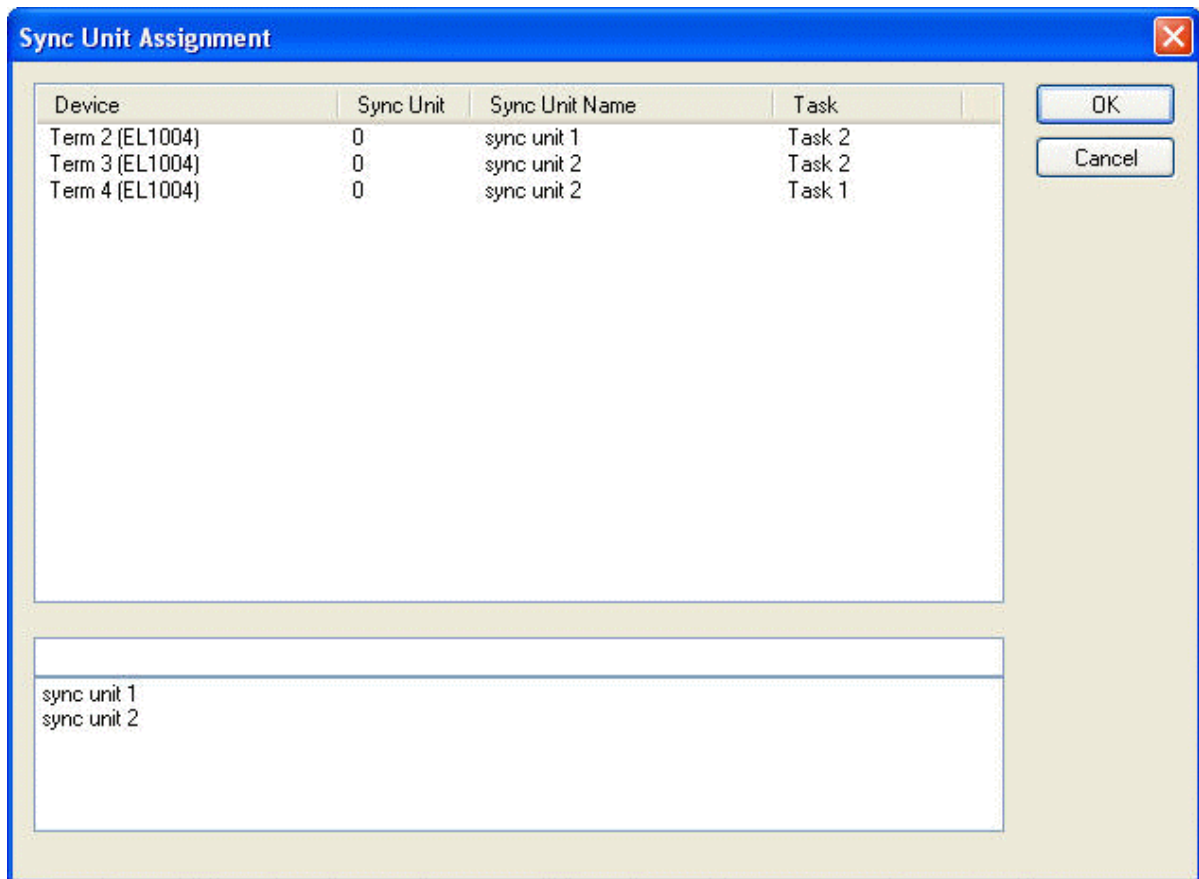 Sync Unit Assignment
Device Sync Unit Sync Unit Name Task
Term 2 (EL1004) 0 sync unit 1 Task 2
Term 3 (EL1004) 0 sync unit 2 Task 2
Term 4 (EL1004) 0 sync unit 2 Task 1
OK
Cancel
sync unit 1
sync unit 2